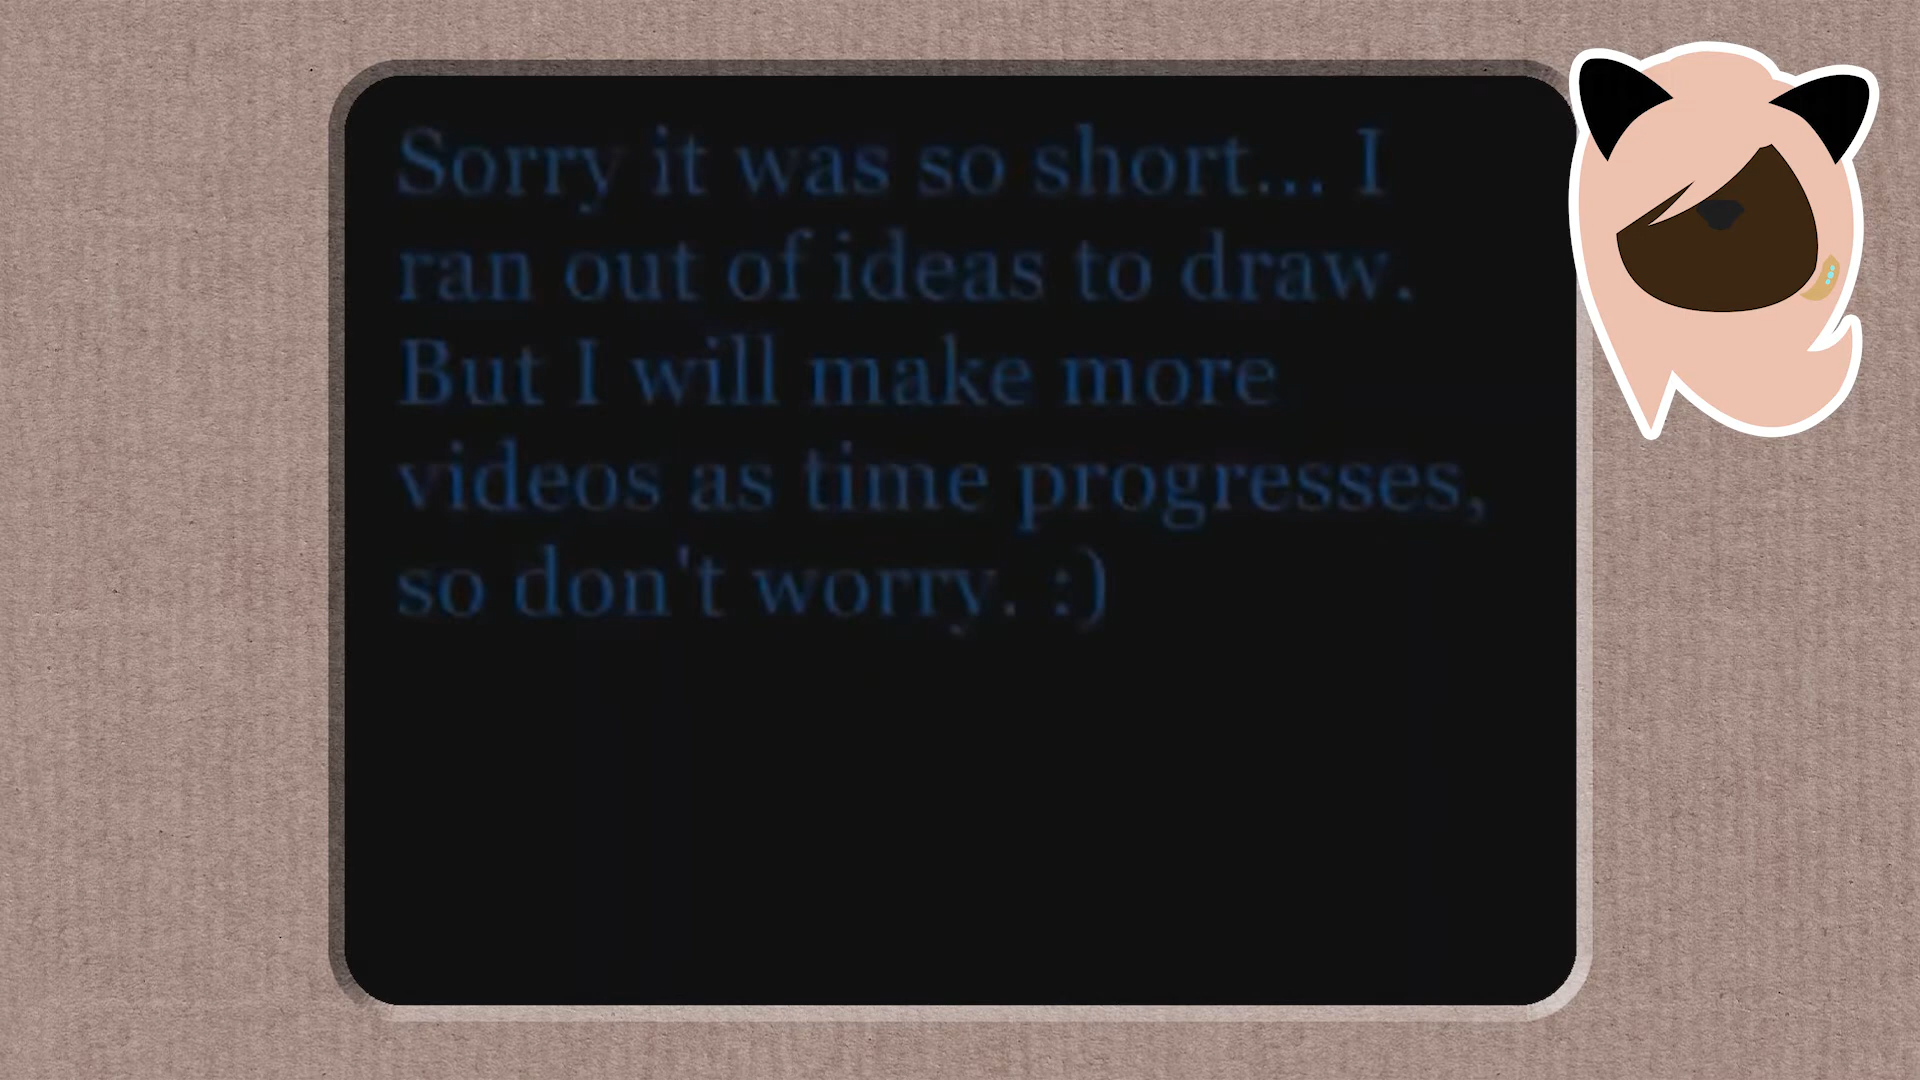 Sorry it was so short... I
ran out of ideas to draw.
But I will make more
videos as time progresses,
so don't worry. :)